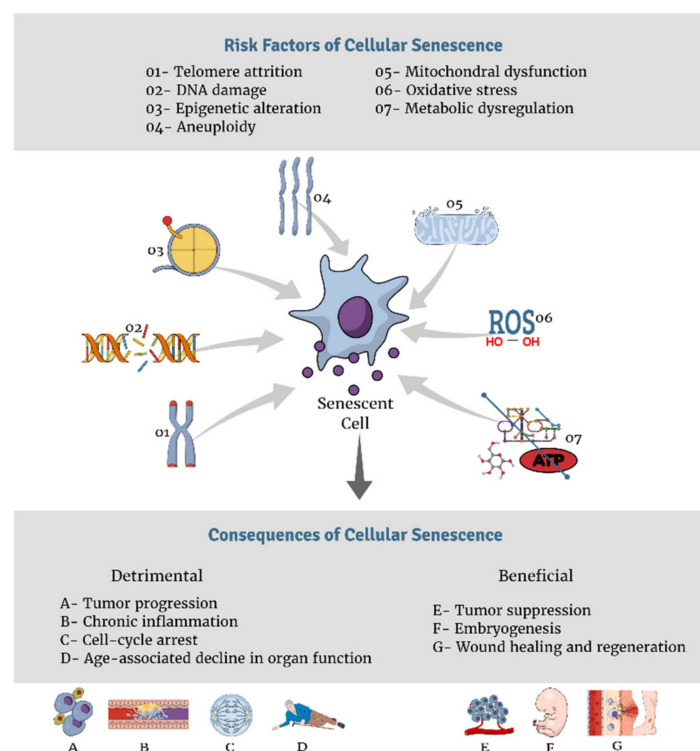 Risk Factors of Cellular Senescence
01- Telomere attrition
02- DNA damage
03- Epigenetic alteration
04- Aneuploidy
05- Mitochondral dysfunction
06- Oxidative stress
07- Metabolic dysregulation
04
05
03
02
ROS 06
HO — OH
Senescent
Cell
01
07
ATP
Consequences of Cellular Senescence
Detrimental
A- Tumor progression
B- Chronic inflammation
C- Cell-cycle arrest
D- Age-associated decline in organ function
Beneficial
E- Tumor suppression
F- Embryogenesis
G- Wound healing and regeneration
A B C D E F G